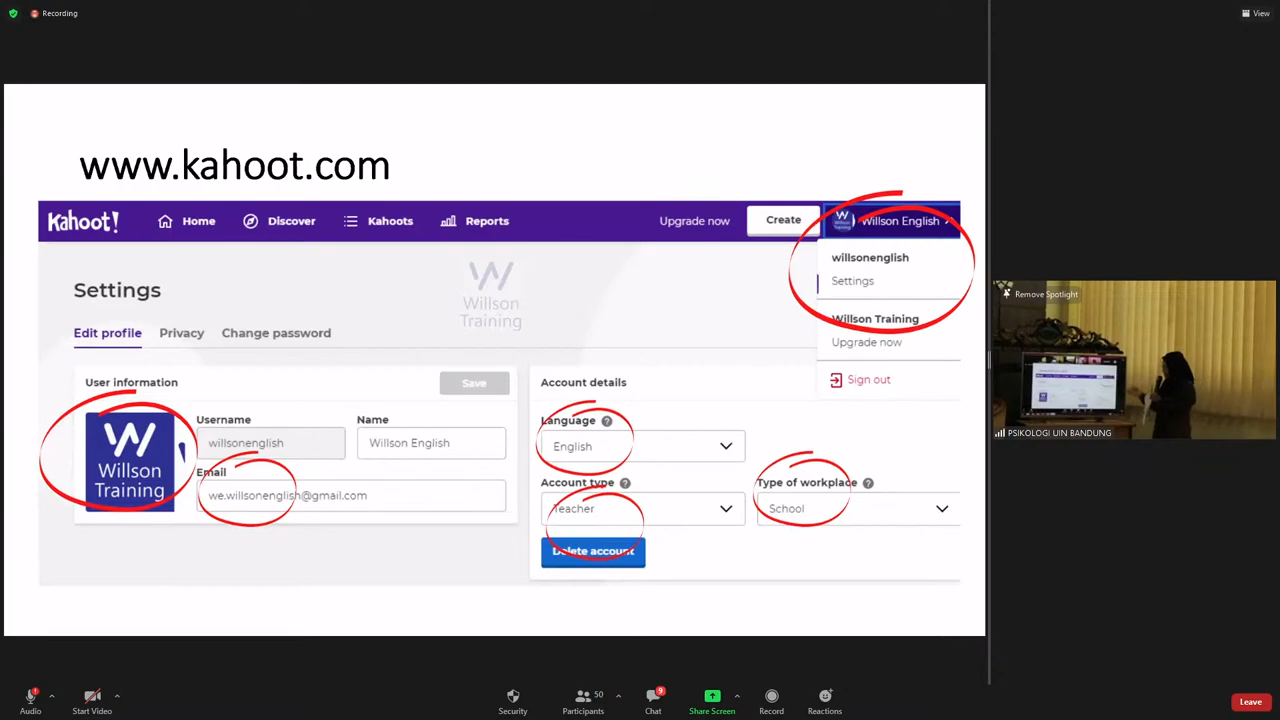 Recording
View
www.kahoot.com
Kahoot!
Home
Discover
Kahoots
Reports
Upgrade now
Create
Willson English
willsonenglish
Settings
Willson Training
Upgrade now
Sign out
Settings
Willson
Training
Edit profile
Privacy
Change password
User information
Save
Willson
Training
Username
willsonenglish
Name
Willson English
Email
we.willsonenglish@gmail.com
Account details
Language
English
Account type
Teacher
Type of workplace
School
Delete account
Remove Spotlight
PSIKOLOGI UIN BANDUNG
Audio
Start Video
Security
Participants
50
Chat
9
Share Screen
Record
Reactions
Leave